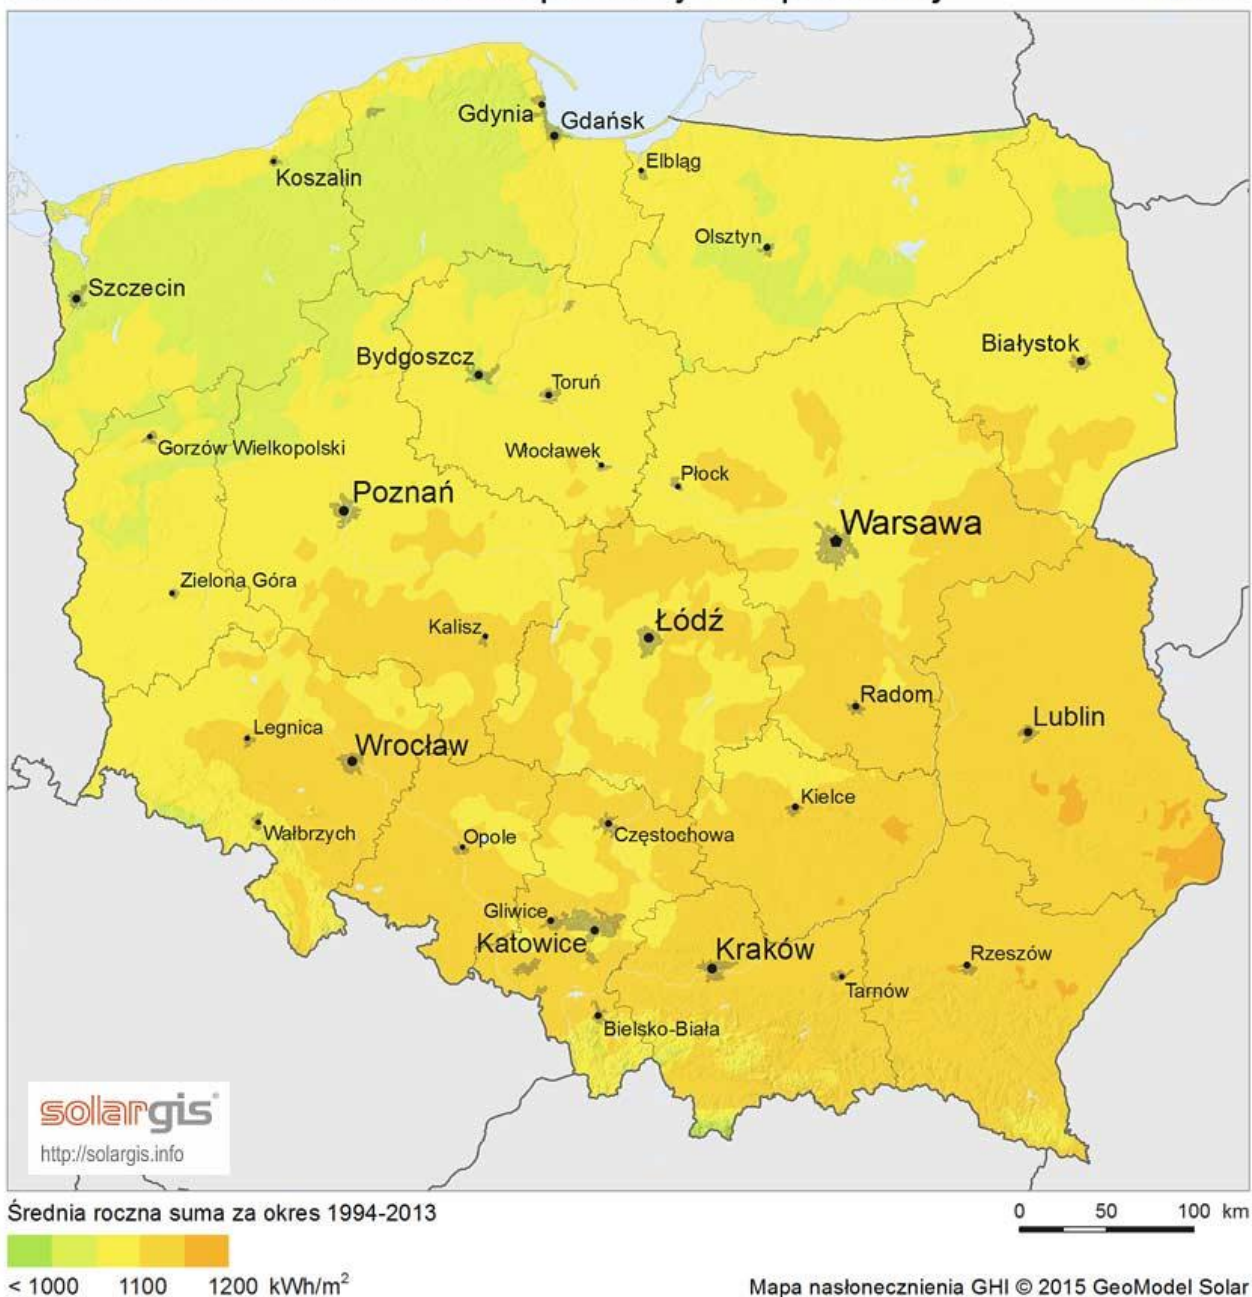 Gdynia
Gdańsk
Koszalin
Elbląg
Olsztyn
Szczecin
Białystok
Bydgoszcz
Toruń
Gorzów Wielkopolski
Włocławek
Płock
Poznań
Warsawa
Zielona Góra
Kalisz
Łódź
Radom
Lublin
Legnica
Wrocław
Kielce
Wałbrzych
Opole
Częstochowa
Gliwice
Katowice
Kraków
Rzeszów
Tarnów
Bielsko-Biała
solargis
http://solargis.info
Średnia roczna suma za okres 1994-2013
0 50 100 km
< 1000 1100 1200 kWh/m²
Mapa nasłonecznienia GHI © 2015 GeoModel Solar